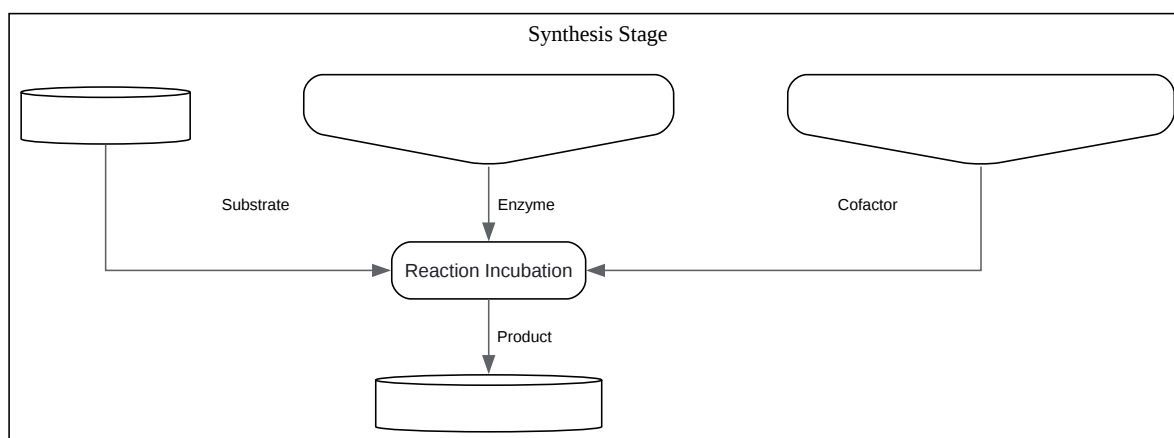 Synthesis Stage
Substrate
Enzyme
Cofactor
Reaction Incubation
Product